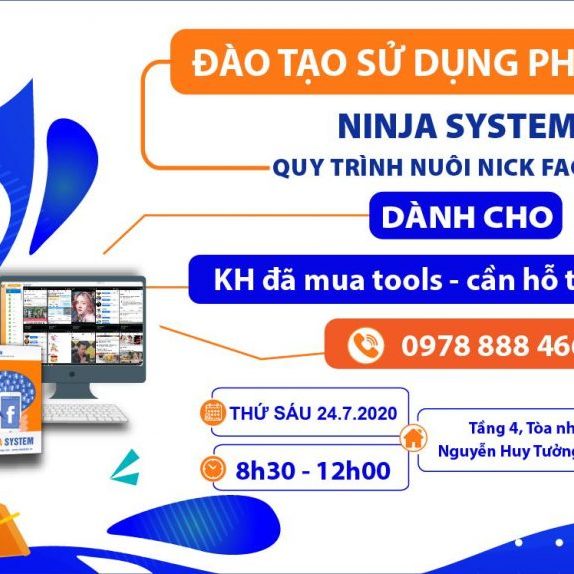 ĐÀO TẠO SỬ DỤNG PH
NINJA SYSTEM
QUY TRÌNH NUÔI NICK FAC
DÀNH CHO
KH đã mua tools - cần hỗ t
0978 888 466
THỨ SÁU 24.7.2020
8h30 - 12h00
Tầng 4, Tòa nh
Nguyễn Huy Tưởng
f
SYSTEM